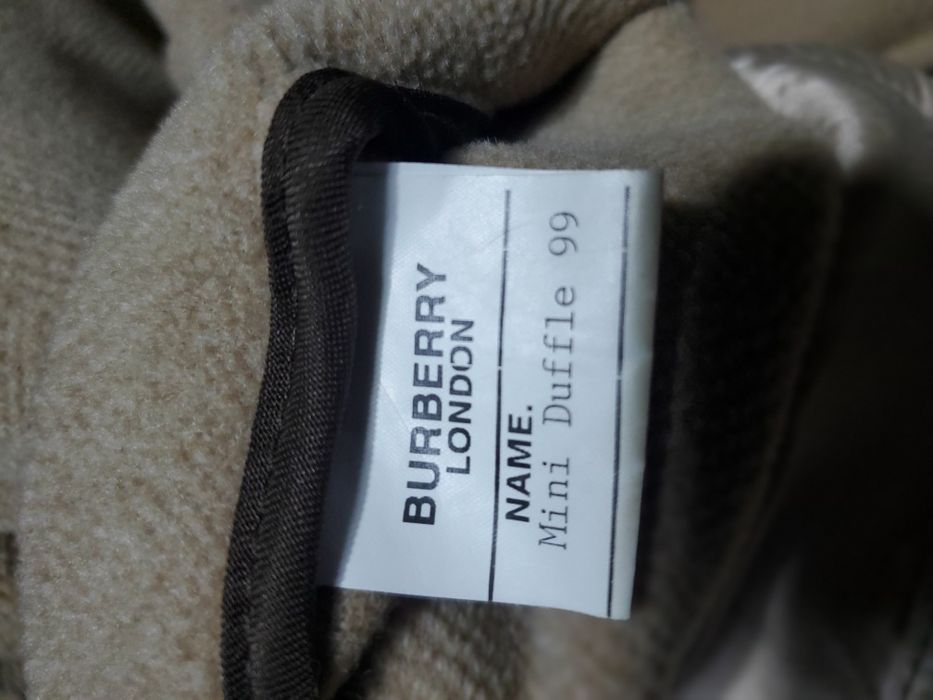 BURBERRY
LONDON
NAME.
Mini Duffle 99